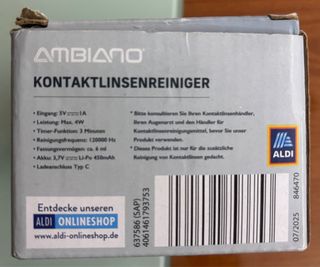 AMBIANO
KONTAKTLINSENREINIGER
• Eingang: 5V⎓1A
• Leistung: Max. 4W
• Timer-Funktion: 3 Minuten
• Reinigungsfrequenz: 120000 Hz
• Fassungsvermögen: ca. 6 ml
• Akku: 3,7V⎓Li-Po 450mAh
• Ladeanschluss Typ C
• Bitte konsultieren Sie Ihren Kontaktlinsenhändler,
Ihren Augenarzt und den Händler für
Kontaktlinsenreinigungsmittel, bevor Sie unser
Produkt verwenden.
• Dieses Produkt ist nur für die zusätzliche
Reinigung von Kontaktlinsen gedacht.
ALDI
Entdecke unseren
ALDI ONLINESHOP
www.aldi-onlineshop.de
637586 (SAP)
4061461793753
07/2025
846470